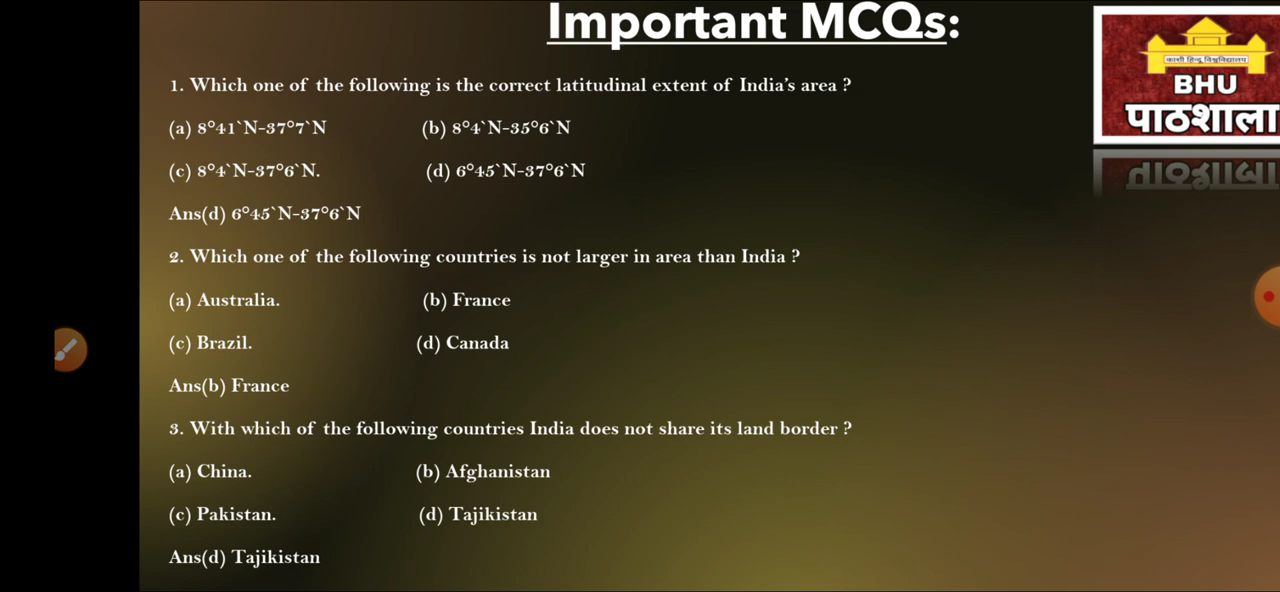 Important MCQs:
काशी हिन्दू विश्वविद्यालय
BHU
पाठशाला
1. Which one of the following is the correct latitudinal extent of India’s area ?
(a) 8°41`N-37°7`N (b) 8°4`N-35°6`N
(c) 8°4`N-37°6`N. (d) 6°45`N-37°6`N
Ans(d) 6°45`N-37°6`N
2. Which one of the following countries is not larger in area than India ?
(a) Australia. (b) France
(c) Brazil. (d) Canada
Ans(b) France
3. With which of the following countries India does not share its land border ?
(a) China. (b) Afghanistan
(c) Pakistan. (d) Tajikistan
Ans(d) Tajikistan